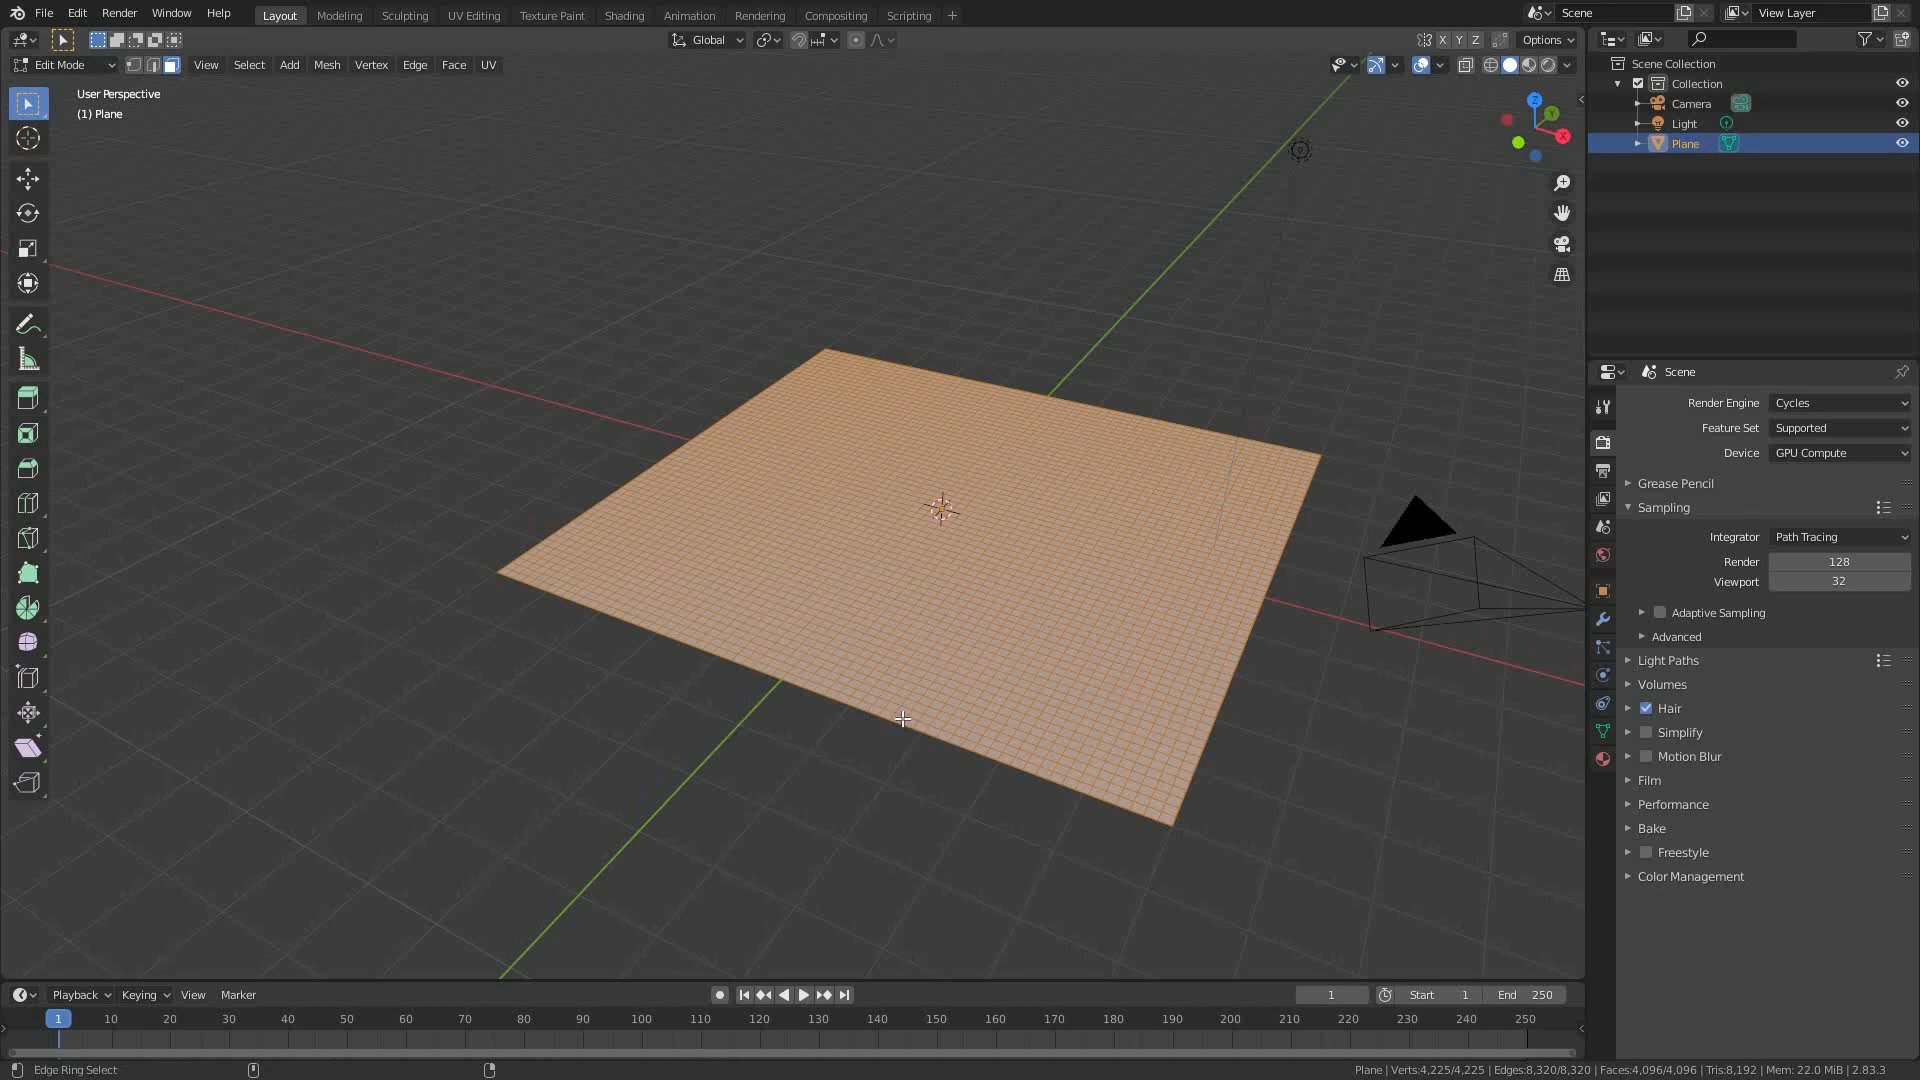 File Edit Render Window Help Layout Modeling Sculpting UV Editing Texture Paint Shading Animation Rendering Compositing Scripting + Scene View Layer
Global X Y Z Options
Edit Mode View Select Add Mesh Vertex Edge Face UV
User Perspective
(1) Plane
Z
Y
X
Scene Collection
Collection
Camera
Light
Plane
Scene
Render Engine Cycles
Feature Set Supported
Device GPU Compute
Grease Pencil
Sampling
Integrator Path Tracing
Render 128
Viewport 32
Adaptive Sampling
Advanced
Light Paths
Volumes
Hair
Simplify
Motion Blur
Film
Performance
Bake
Freestyle
Color Management
Playback Keying View Marker 1 Start 1 End 250
1 10 20 30 40 50 60 70 80 90 100 110 120 130 140 150 160 170 180 190 200 210 220 230 240 250
Edge Ring Select Plane | Verts:4,225/4,225 | Edges:8,320/8,320 | Faces:4,096/4,096 | Tris:8,192 | Mem: 22.0 MiB | 2.83.3